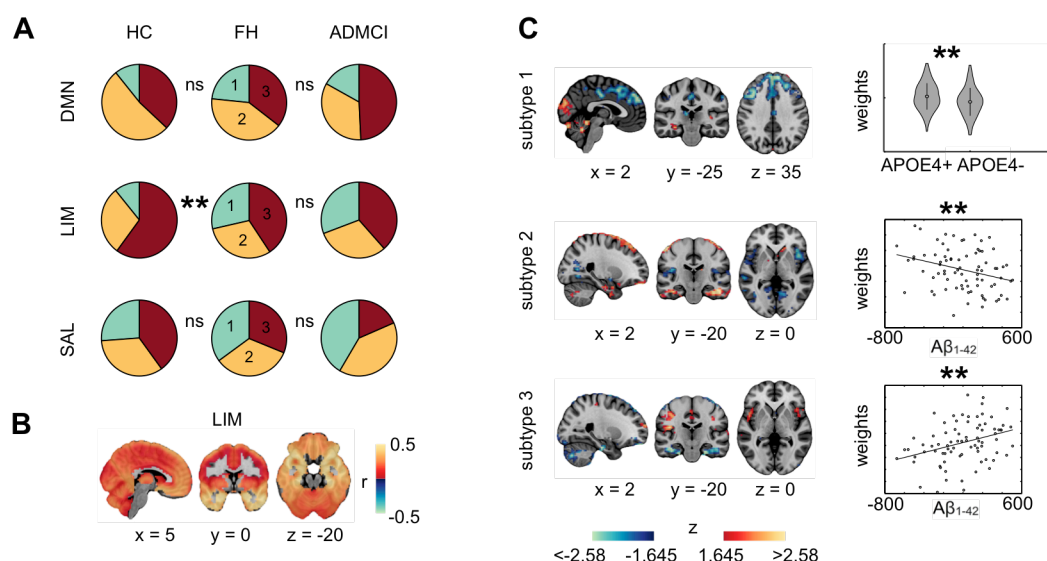 A
HC FH ADMCI
DMN
ns ns
1 2 3
LIM
** ns
1 2 3
SAL
ns ns
1 2 3
B
LIM
0.5
r
-0.5
x = 5 y = 0 z = -20
C
subtype 1
x = 2 y = -25 z = 35
**
weights
APOE4+ APOE4-
subtype 2
x = 2 y = -20 z = 0
**
weights
-800 600
Aβ1-42
subtype 3
x = 2 y = -20 z = 0
**
weights
-800 600
Aβ1-42
z
<-2.58 -1.645 1.645 >2.58